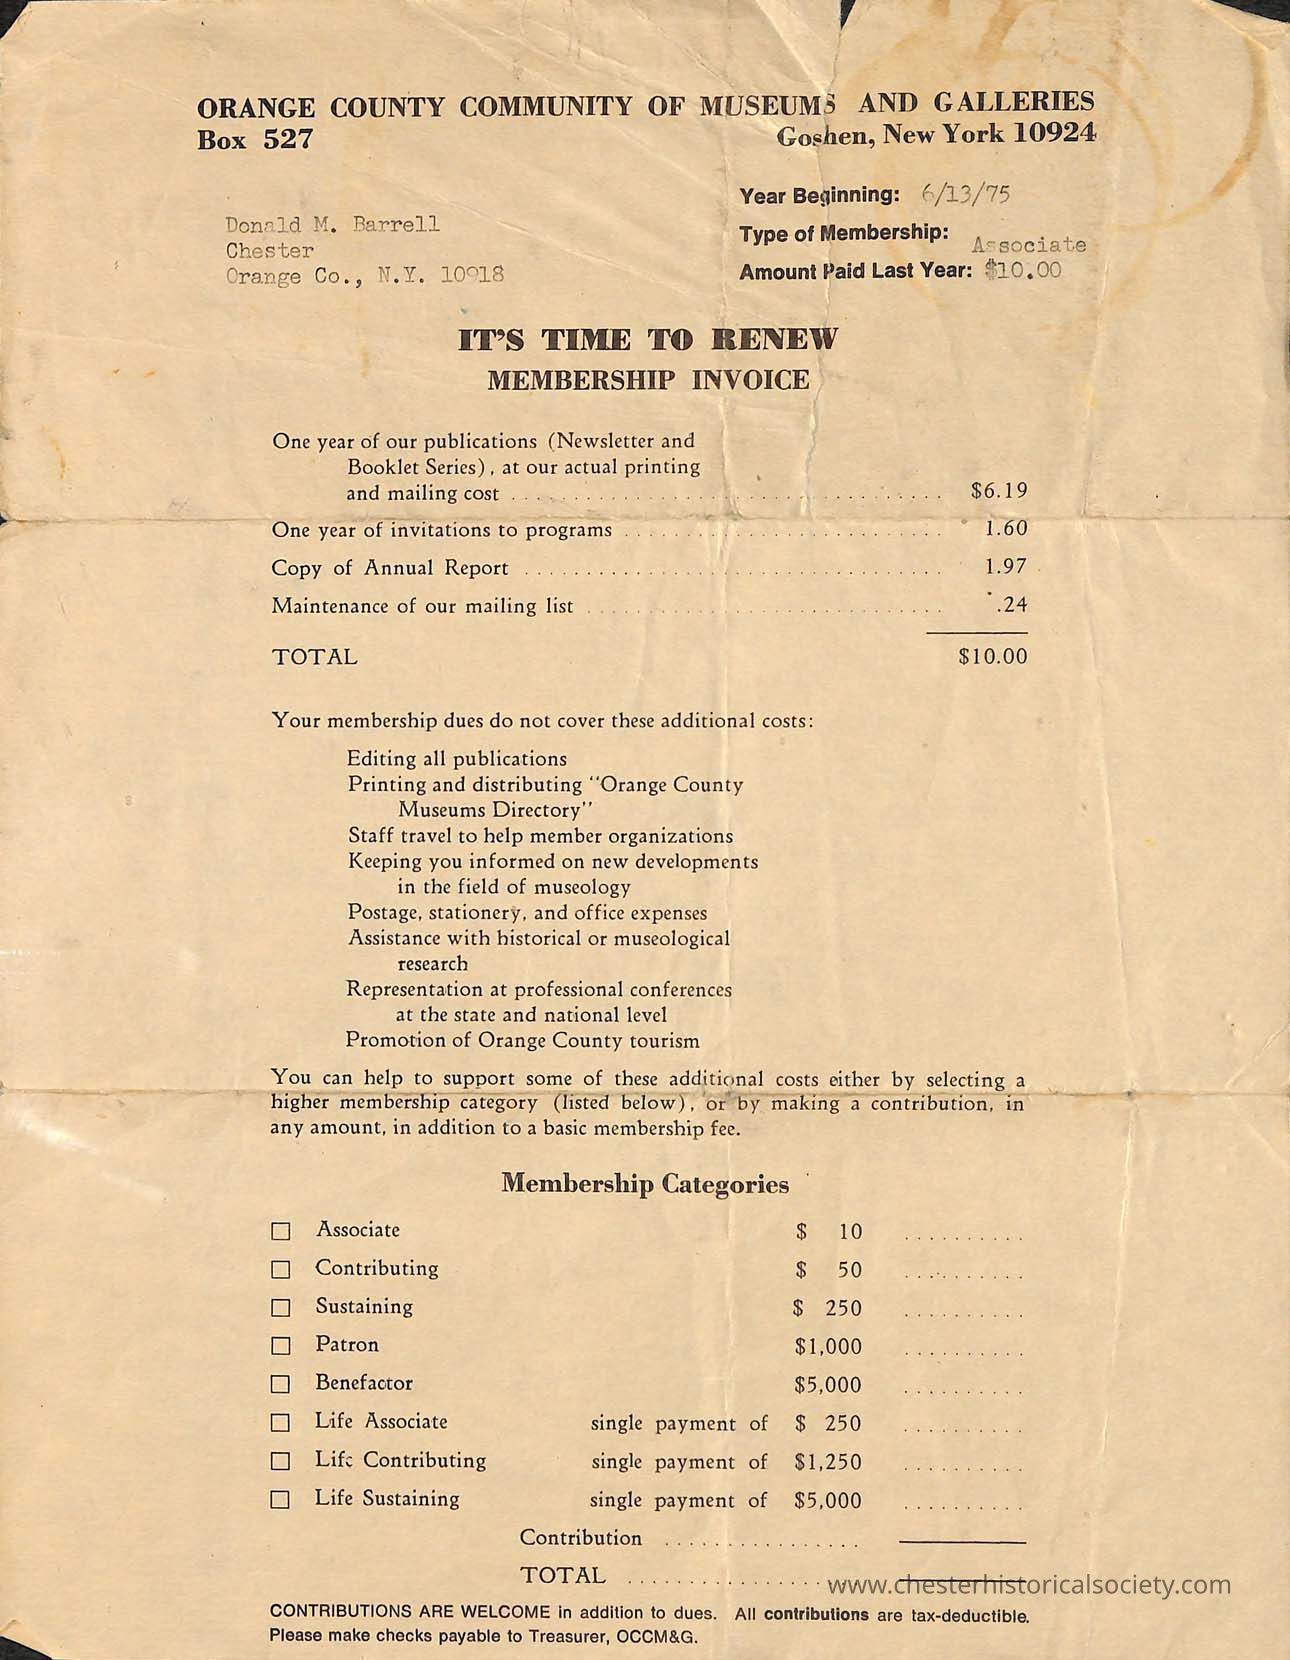 ORANGE COUNTY COMMUNITY OF MUSEUMS AND GALLERIES
Box 527 Goshen, New York 10924
Year Beginning: 6/13/75
Donald M. Barrell
Chester
Orange Co., N.Y. 10918
Type of Membership: Associate
Amount Paid Last Year: $10.00
IT'S TIME TO RENEW
MEMBERSHIP INVOICE
One year of our publications (Newsletter and
Booklet Series), at our actual printing
and mailing cost . . . . . . . . . . . . . . . . . . . . . . . . . . . . . . . . . . . $6.19
One year of invitations to programs . . . . . . . . . . . . . . . . . . . . . . . . . . 1.60
Copy of Annual Report . . . . . . . . . . . . . . . . . . . . . . . . . . . . . . . . . . 1.97
Maintenance of our mailing list . . . . . . . . . . . . . . . . . . . . . . . . . . . . . .24
TOTAL $10.00
Your membership dues do not cover these additional costs:
Editing all publications
Printing and distributing "Orange County
Museums Directory"
Staff travel to help member organizations
Keeping you informed on new developments
in the field of museology
Postage, stationery, and office expenses
Assistance with historical or museological
research
Representation at professional conferences
at the state and national level
Promotion of Orange County tourism
You can help to support some of these additional costs either by selecting a
higher membership category (listed below), or by making a contribution, in
any amount, in addition to a basic membership fee.
Membership Categories
Associate $ 10 . . . . . . . . . .
Contributing $ 50 . . . . . . . . . .
Sustaining $ 250 . . . . . . . . . .
Patron $1,000 . . . . . . . . . .
Benefactor $5,000 . . . . . . . . . .
Life Associate single payment of $ 250 . . . . . . . . . .
Life Contributing single payment of $1,250 . . . . . . . . . .
Life Sustaining single payment of $5,000 . . . . . . . . . .
Contribution . . . . . . . . . . . . . . . .
TOTAL . . . . . . . . . . . . . . . .
www.chesterhistoricalsociety.com
CONTRIBUTIONS ARE WELCOME in addition to dues. All contributions are tax-deductible.
Please make checks payable to Treasurer, OCCM&G.